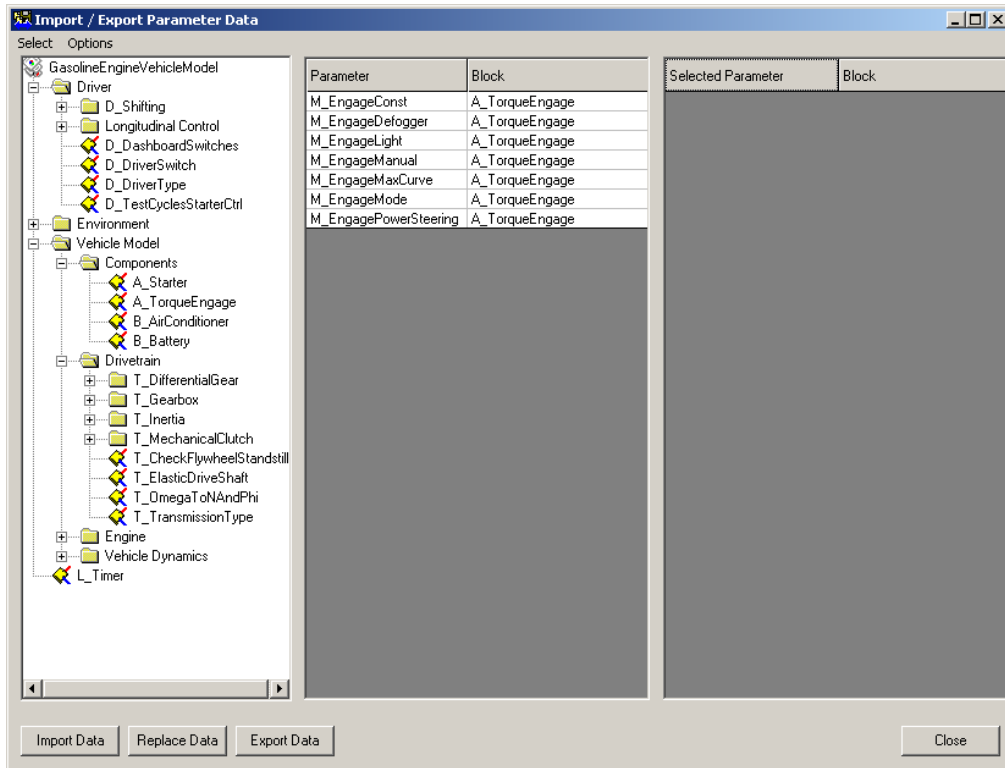 Import / Export Parameter Data
Select Options
GasolineEngineVehicleModel
Driver
D_Shifting
Longitudinal Control
D_DashboardSwitches
D_DriverSwitch
D_DriverType
D_TestCyclesStarterCtrl
Environment
Vehicle Model
Components
A_Starter
A_TorqueEngage
B_AirConditioner
B_Battery
Drivetrain
T_DifferentialGear
T_Gearbox
T_Inertia
T_MechanicalClutch
T_CheckFlywheelStandstill
T_ElasticDriveShaft
T_OmegaToNAndPhi
T_TransmissionType
Engine
Vehicle Dynamics
L_Timer
Parameter Block
M_EngageConst A_TorqueEngage
M_EngageDefogger A_TorqueEngage
M_EngageLight A_TorqueEngage
M_EngageManual A_TorqueEngage
M_EngageMaxCurve A_TorqueEngage
M_EngageMode A_TorqueEngage
M_EngagePowerSteering A_TorqueEngage
Selected Parameter Block
Import Data Replace Data Export Data Close